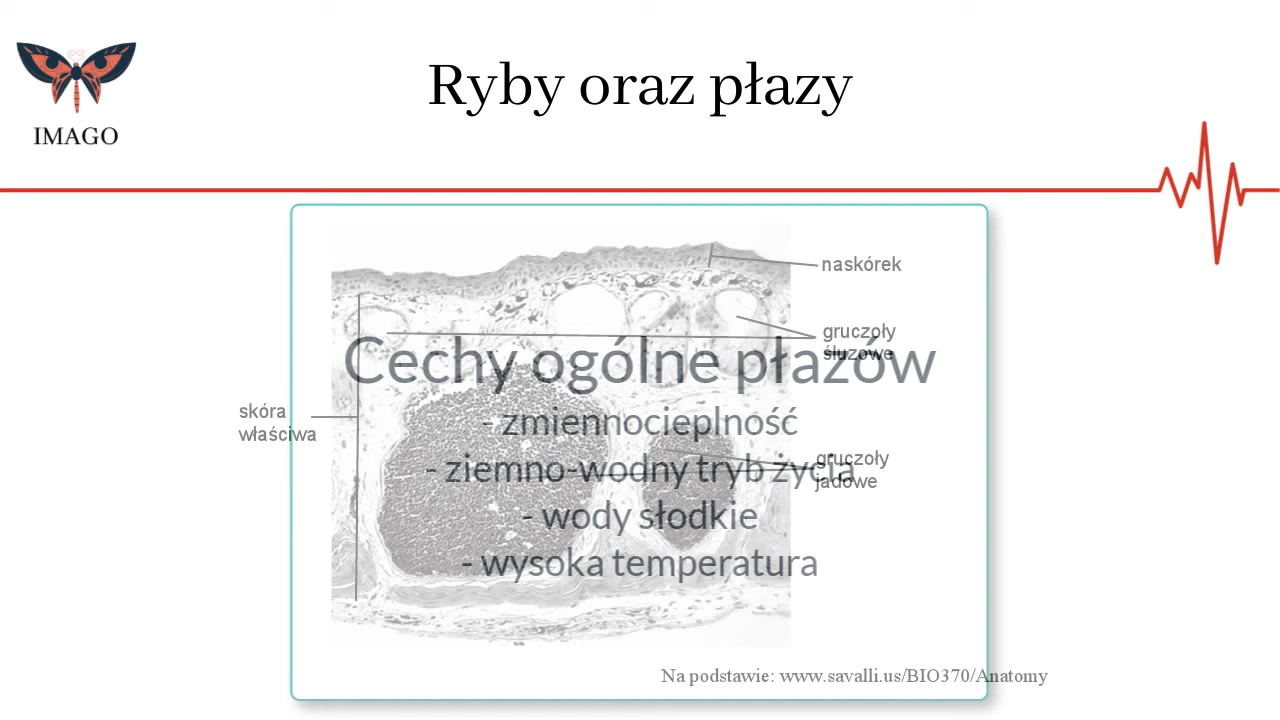 IMAGO
Ryby oraz płazy
naskórek
gruczoły
śluzowe
Cechy ogólne płazów
skóra
właściwa
- zmiennocieplność
- ziemno-wodny tryb życia
gruczoły
jadowe
- wody słodkie
- wysoka temperatura
Na podstawie: www.savalli.us/BIO370/Anatomy